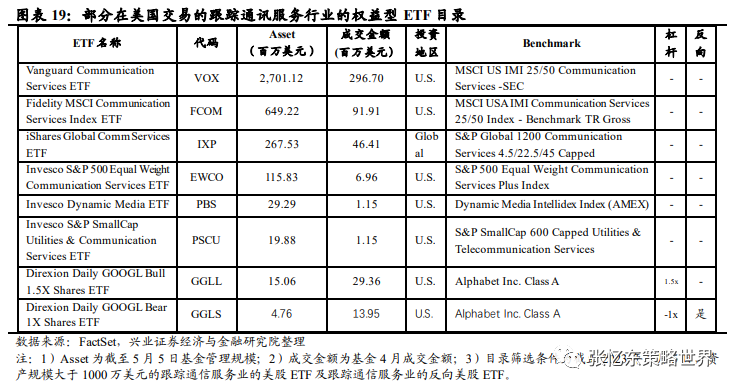 图表 19：部分在美国交易的跟踪通讯服务行业的权益型 ETF 目录
ETF 名称 代码 Asset (百万美元) 成交金额 (百万美元) 投资地区 Benchmark 杠杆 反向
Vanguard Communication Services ETF VOX 2,701.12 296.70 U.S. MSCI US IMI 25/50 Communication Services -SEC - -
Fidelity MSCI Communication Services Index ETF FCOM 649.22 91.91 U.S. MSCI USA IMI Communication Services 25/50 Index - Benchmark TR Gross - -
iShares Global Comm Services ETF IXP 267.53 46.41 Global S&P Global 1200 Communication Services 4.5/22.5/45 Capped - -
Invesco S&P 500 Equal Weight Communication Services ETF EWCO 115.83 6.96 U.S. S&P 500 Equal Weight Communication Services Plus Index - -
Invesco Dynamic Media ETF PBS 29.29 1.15 U.S. Dynamic Media Intellidex Index (AMEX) - -
Invesco S&P SmallCap Utilities & Communication Services ETF PSCU 19.88 1.15 U.S. S&P SmallCap 600 Capped Utilities & Telecommunication Services - -
Direxion Daily GOOGL Bull 1.5X Shares ETF GGLL 15.06 29.36 U.S. Alphabet Inc. Class A 1.5x -
Direxion Daily GOOGL Bear 1X Shares ETF GGLS 4.76 13.95 U.S. Alphabet Inc. Class A -1x 是
数据来源：FactSet，兴业证券经济与金融研究院整理
注：1）Asset 为截至 5 月 5 日基金管理规模；2）成交金额为基金 4 月成交金额；3）目录筛选条件
产规模大于 1000 万美元的跟踪通信服务业的美股 ETF 及跟踪通信服务业的反向美股 ETF。
张忆东策略世界